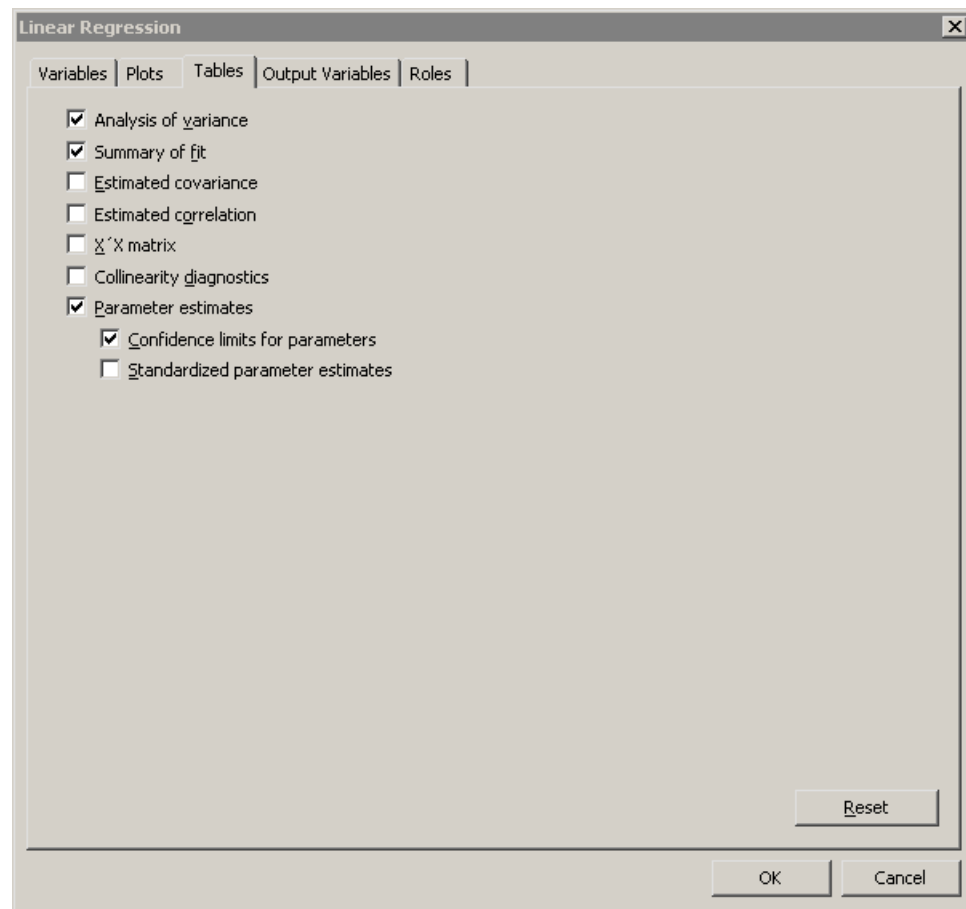 Linear Regression
Variables Plots Tables Output Variables Roles
Analysis of variance
Summary of fit
Estimated covariance
Estimated correlation
X´X matrix
Collinearity diagnostics
Parameter estimates
Confidence limits for parameters
Standardized parameter estimates
Reset
OK Cancel